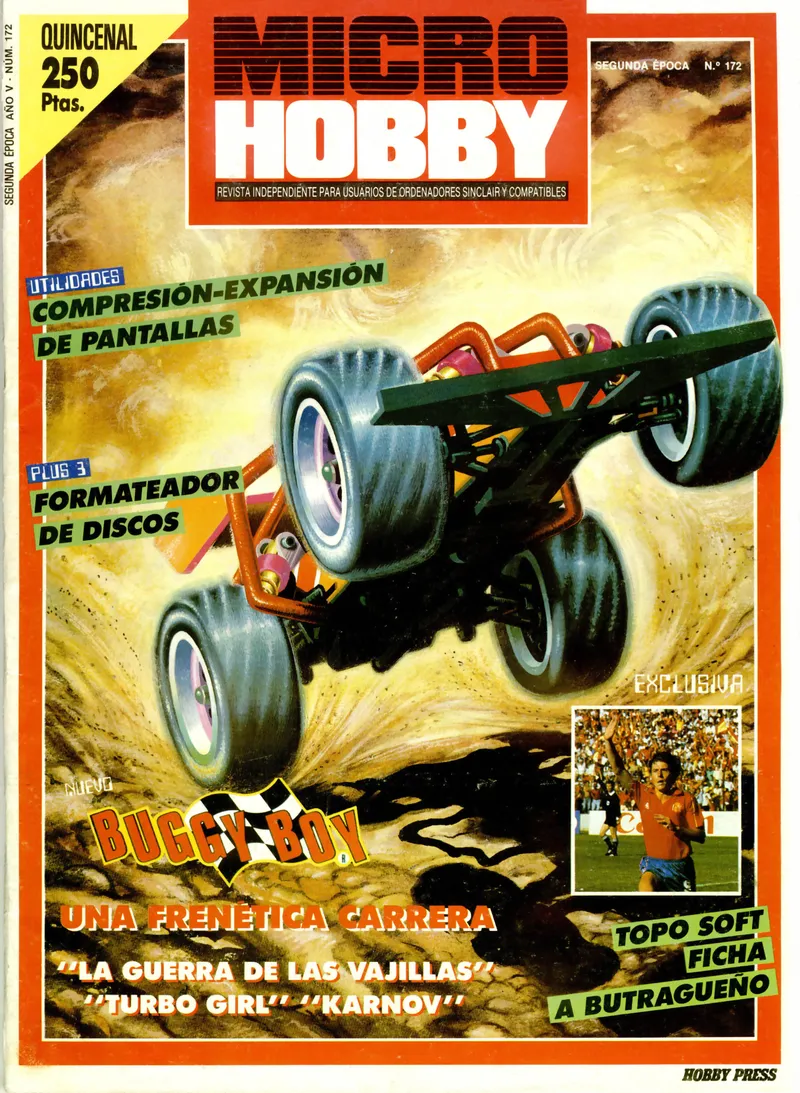 QUINCENAL
250
Ptas.
SEGUNDA ÉPOCA AÑO V - NÚM. 172
MICRO
HOBBY
REVISTA INDEPENDIENTE PARA USUARIOS DE ORDENADORES SINCLAIR Y COMPATIBLES
SEGUNDA ÉPOCA N.º 172
UTILIDADES
COMPRESIÓN-EXPANSIÓN
DE PANTALLAS
PLUS 3
FORMATEADOR
DE DISCOS
EXCLUSIVA
NUEVO
BUGGY BOY
UNA FRENÉTICA CARRERA
"LA GUERRA DE LAS VAJILLAS"
"TURBO GIRL" "KARNOV"
TOPO SOFT
FICHA
A BUTRAGUEÑO
HOBBY PRESS